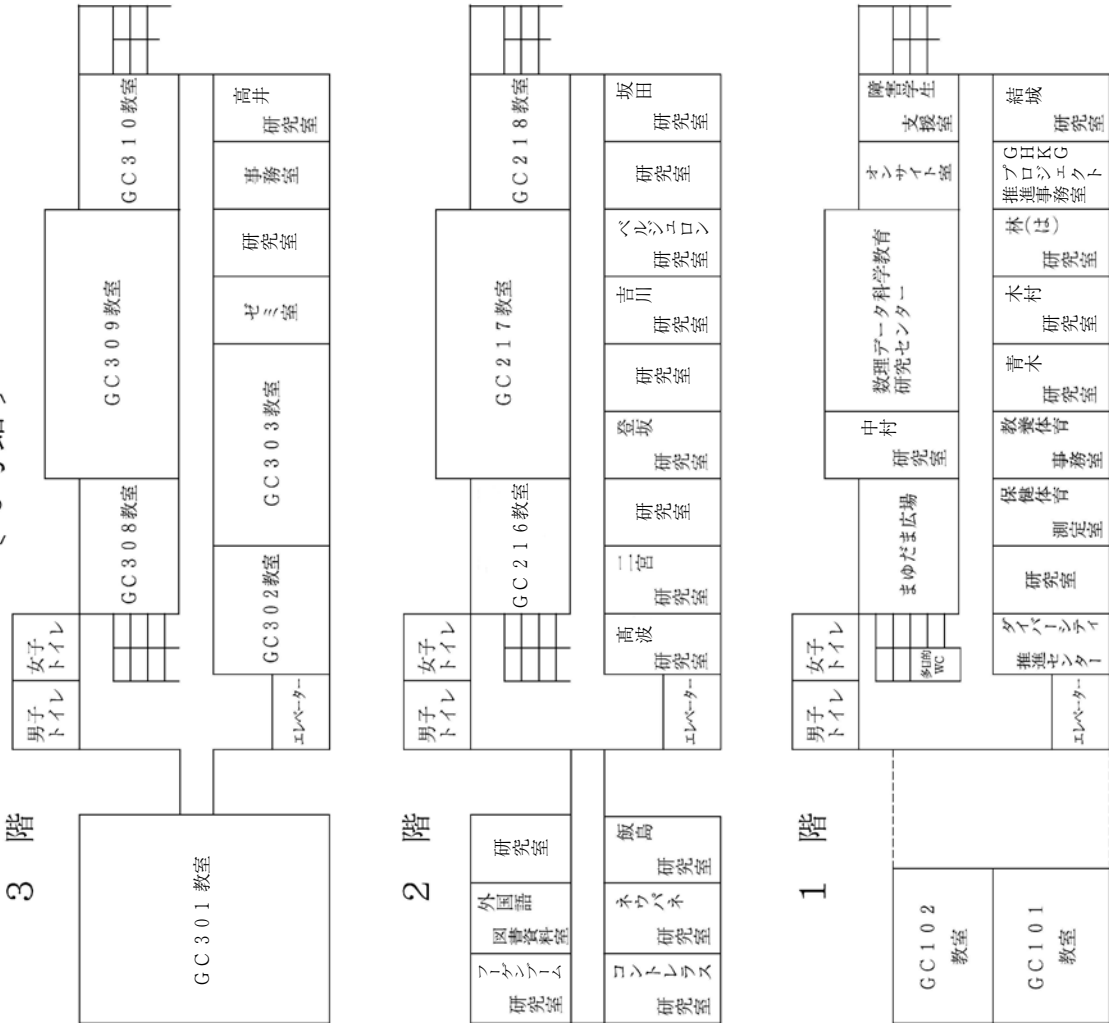 3 階
男子
トイレ
女子
トイレ
GC301教室
GC308教室
GC309教室
GC310教室
エレベーター
GC302教室
GC303教室
ゼミ
室
研究
室
事務
室
高井
研究
室
2 階
男子
トイレ
女子
トイレ
フーゲンブーム
研究
室
外国語
図書資料
室
研究
室
GC216教室
GC217教室
GC218教室
コントレラス
研究
室
ネウパネ
研究
室
飯島
研究
室
エレベーター
高波
研究
室
二宮
研究
室
研究
室
登坂
研究
室
研究
室
吉川
研究
室
ベルジュロン
研究
室
研究
室
坂田
研究
室
1 階
男子
トイレ
女子
トイレ
GC102
教室
GC101
教室
多目的
WC
まゆだま広場
中村
研究
室
数理データ科学教育
研究センター
オンサイト
室
障害学生
支援
室
エレベーター
ダイバーシティ
推進センター
研究
室
保健体育
測定
室
教養体育
事務
室
青木
研究
室
木村
研究
室
林(は)
研究
室
GHKG
プロジェクト
推進事務
室
結城
研究
室